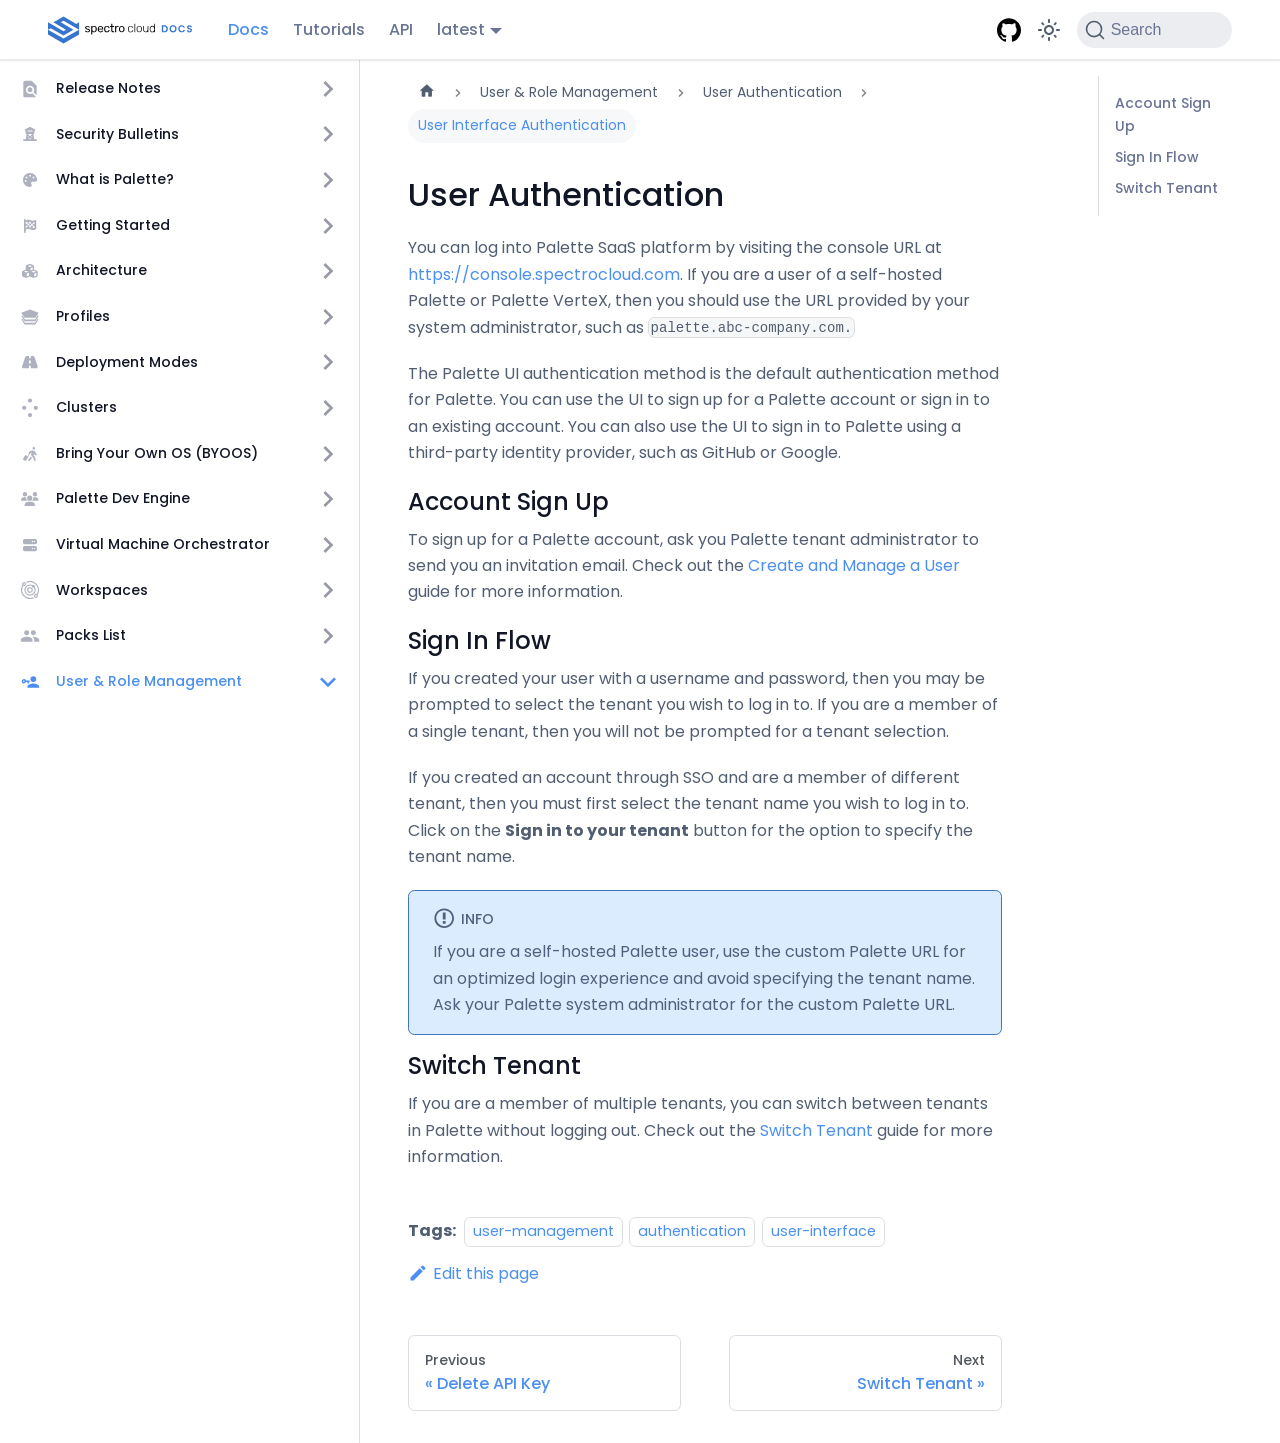 spectro cloud DOCS Docs Tutorials API latest Search
Release Notes
Security Bulletins
What is Palette?
Getting Started
Architecture
Profiles
Deployment Modes
Clusters
Bring Your Own OS (BYOOS)
Palette Dev Engine
Virtual Machine Orchestrator
Workspaces
Packs List
User & Role Management
User & Role Management User Authentication
User Interface Authentication
User Authentication
You can log into Palette SaaS platform by visiting the console URL at
https://console.spectrocloud.com. If you are a user of a self-hosted
Palette or Palette VerteX, then you should use the URL provided by your
system administrator, such as palette.abc-company.com.
The Palette UI authentication method is the default authentication method
for Palette. You can use the UI to sign up for a Palette account or sign in to
an existing account. You can also use the UI to sign in to Palette using a
third-party identity provider, such as GitHub or Google.
Account Sign Up
To sign up for a Palette account, ask you Palette tenant administrator to
send you an invitation email. Check out the Create and Manage a User
guide for more information.
Sign In Flow
If you created your user with a username and password, then you may be
prompted to select the tenant you wish to log in to. If you are a member of
a single tenant, then you will not be prompted for a tenant selection.
If you created an account through SSO and are a member of different
tenant, then you must first select the tenant name you wish to log in to.
Click on the Sign in to your tenant button for the option to specify the
tenant name.
INFO
If you are a self-hosted Palette user, use the custom Palette URL for
an optimized login experience and avoid specifying the tenant name.
Ask your Palette system administrator for the custom Palette URL.
Switch Tenant
If you are a member of multiple tenants, you can switch between tenants
in Palette without logging out. Check out the Switch Tenant guide for more
information.
Tags: user-management authentication user-interface
Edit this page
Previous
« Delete API Key
Next
Switch Tenant »
Account Sign
Up
Sign In Flow
Switch Tenant